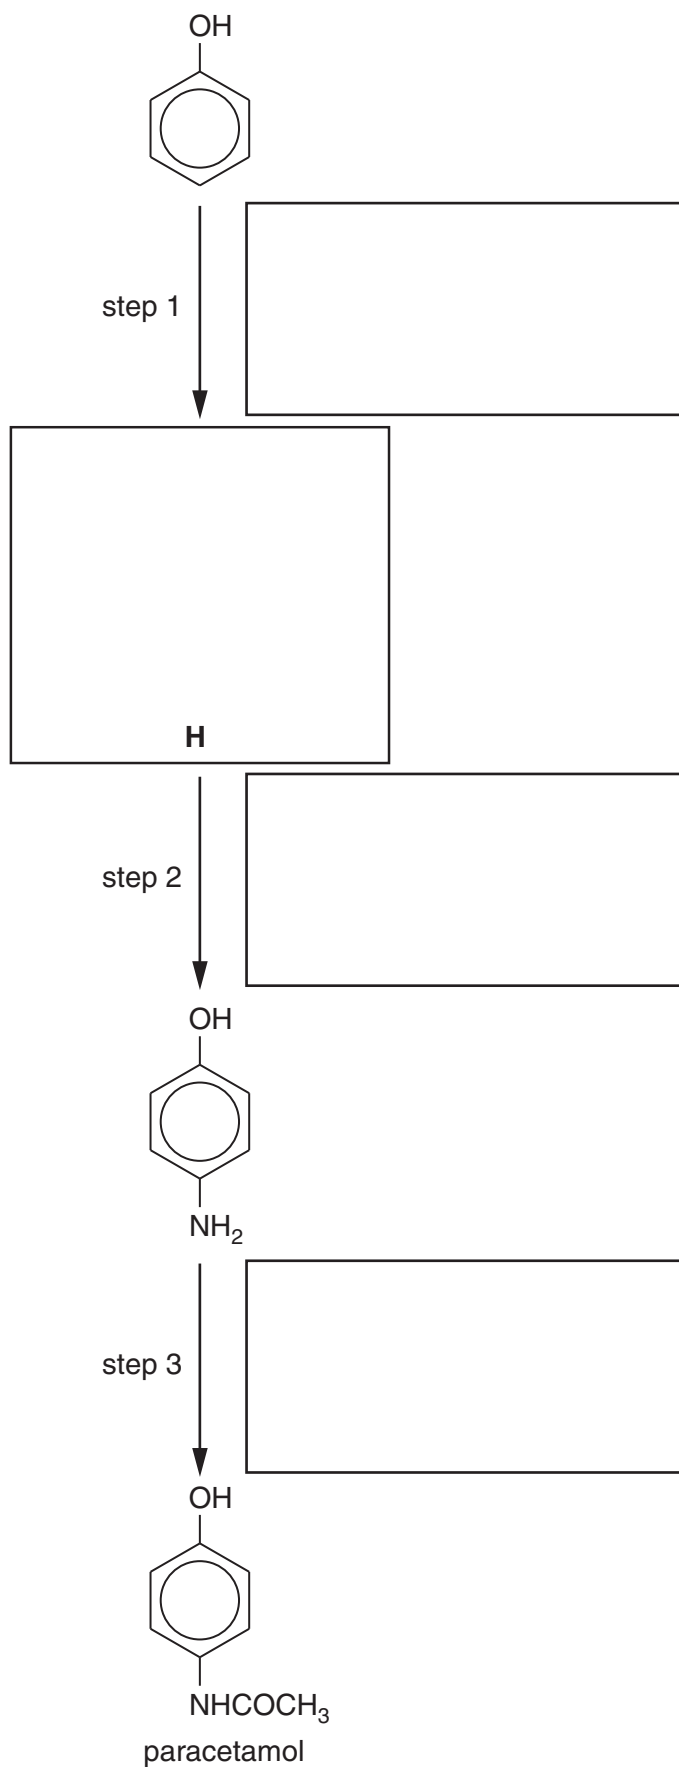 OH
step 1
H
step 2
OH
NH₂
step 3
OH
NHCOCH₃
paracetamol